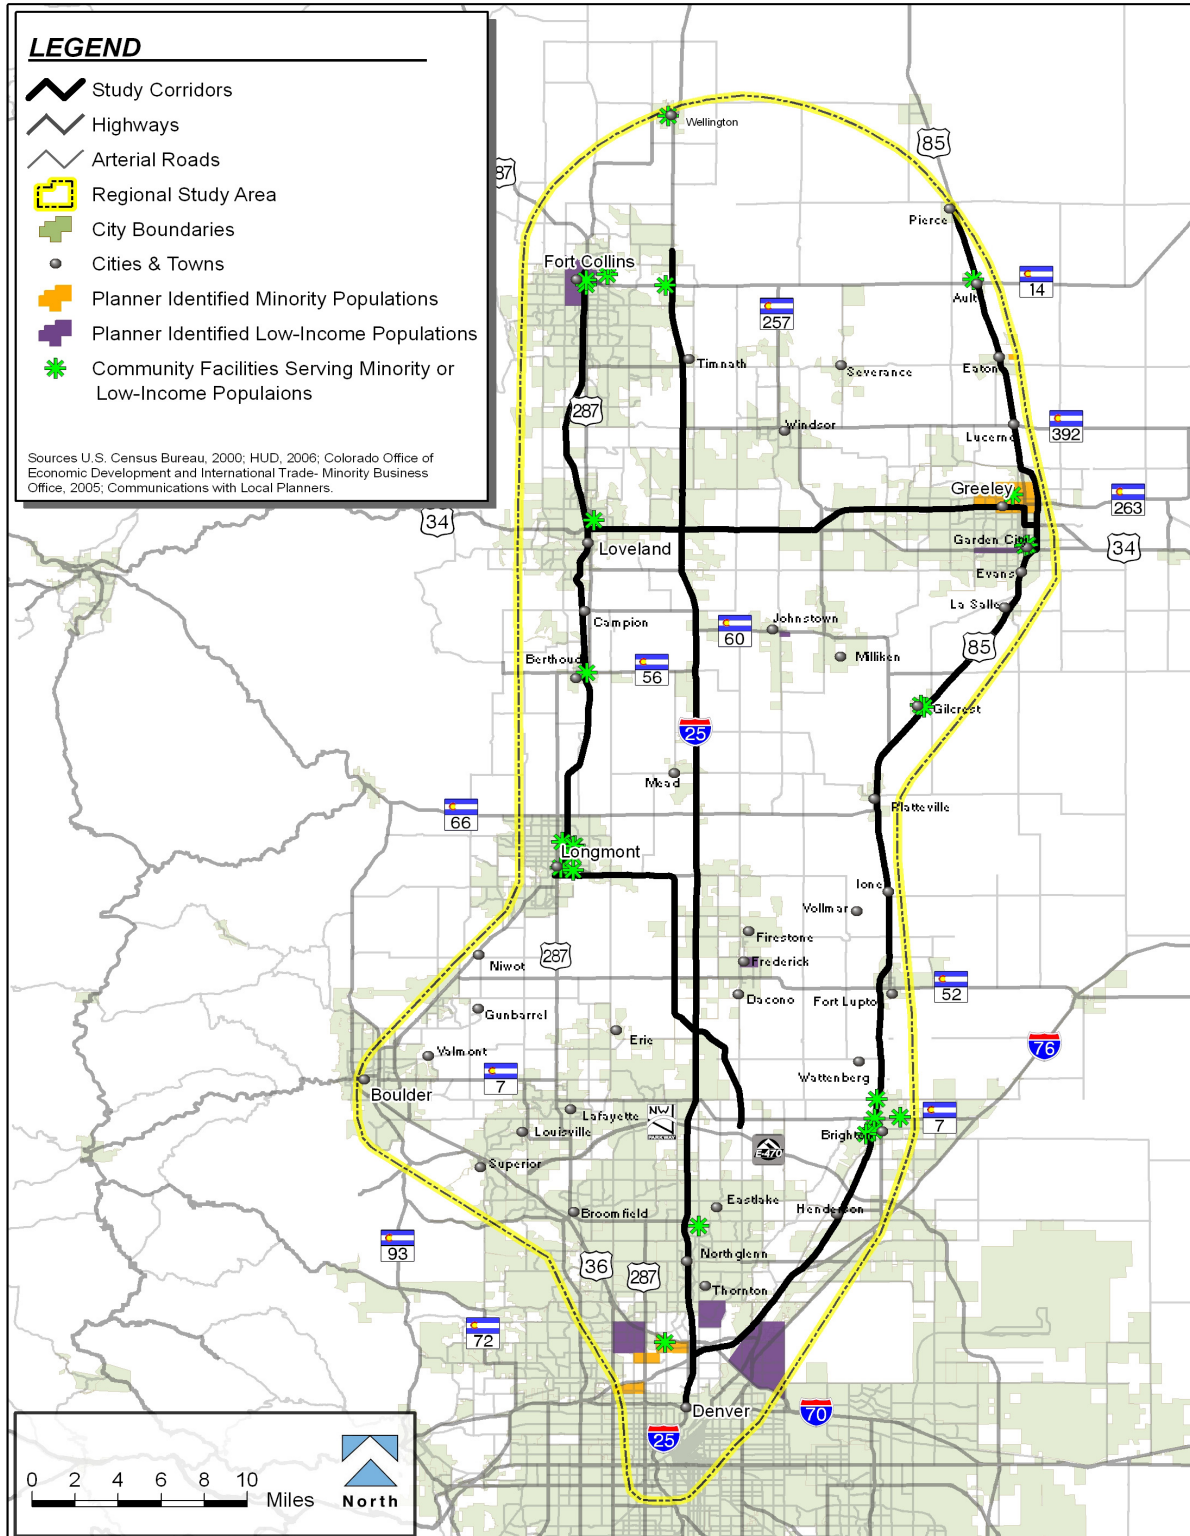 LEGEND
Study Corridors
Highways
Arterial Roads
Regional Study Area
City Boundaries
Cities & Towns
Planner Identified Minority Populations
Planner Identified Low-Income Populations
Community Facilities Serving Minority or
Low-Income Populaions
Sources U.S. Census Bureau, 2000; HUD, 2006; Colorado Office of
Economic Development and International Trade- Minority Business
Office, 2005; Communications with Local Planners.
Wellington
85
87
Pierce
Fort Collins
14
Ault
257
Timnath
Severance
Eaton
287
Windsor
Lucerne
392
Greeley
263
34
Garden City
34
Loveland
Evans
La Salle
Campion
60
Johnstown
85
Berthoud
56
Milliken
Gilcrest
25
Mead
Platteville
66
Longmont
Ione
Vollmar
Firestone
287
Niwot
Frederick
52
Dacono
Fort Lupto
Gunbarrel
Erie
76
Valmont
Wattenberg
7
Boulder
Lafayette
NW
PARKWAY
7
Louisville
Brighton
E-470
Superior
Eastlake
Broomfield
Henderson
93
Northglenn
36
287
Thornton
72
Denver
70
25
0 2 4 6 8 10
Miles
North